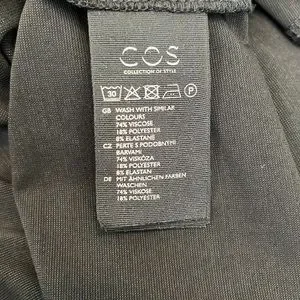 COS
COLLECTION OF STYLE
30 P
GB WASH WITH SIMILAR
COLOURS
74% VISCOSE
18% POLYESTER
8% ELASTANE
CZ PERTE S PODOBNÝMI
BARVAMI
74% VISKÓZA
18% POLYESTER
8% ELASTAN
DE MIT ÄHNLICHEN FARBEN
WASCHEN
74% VISKOSE
18% POLYESTER